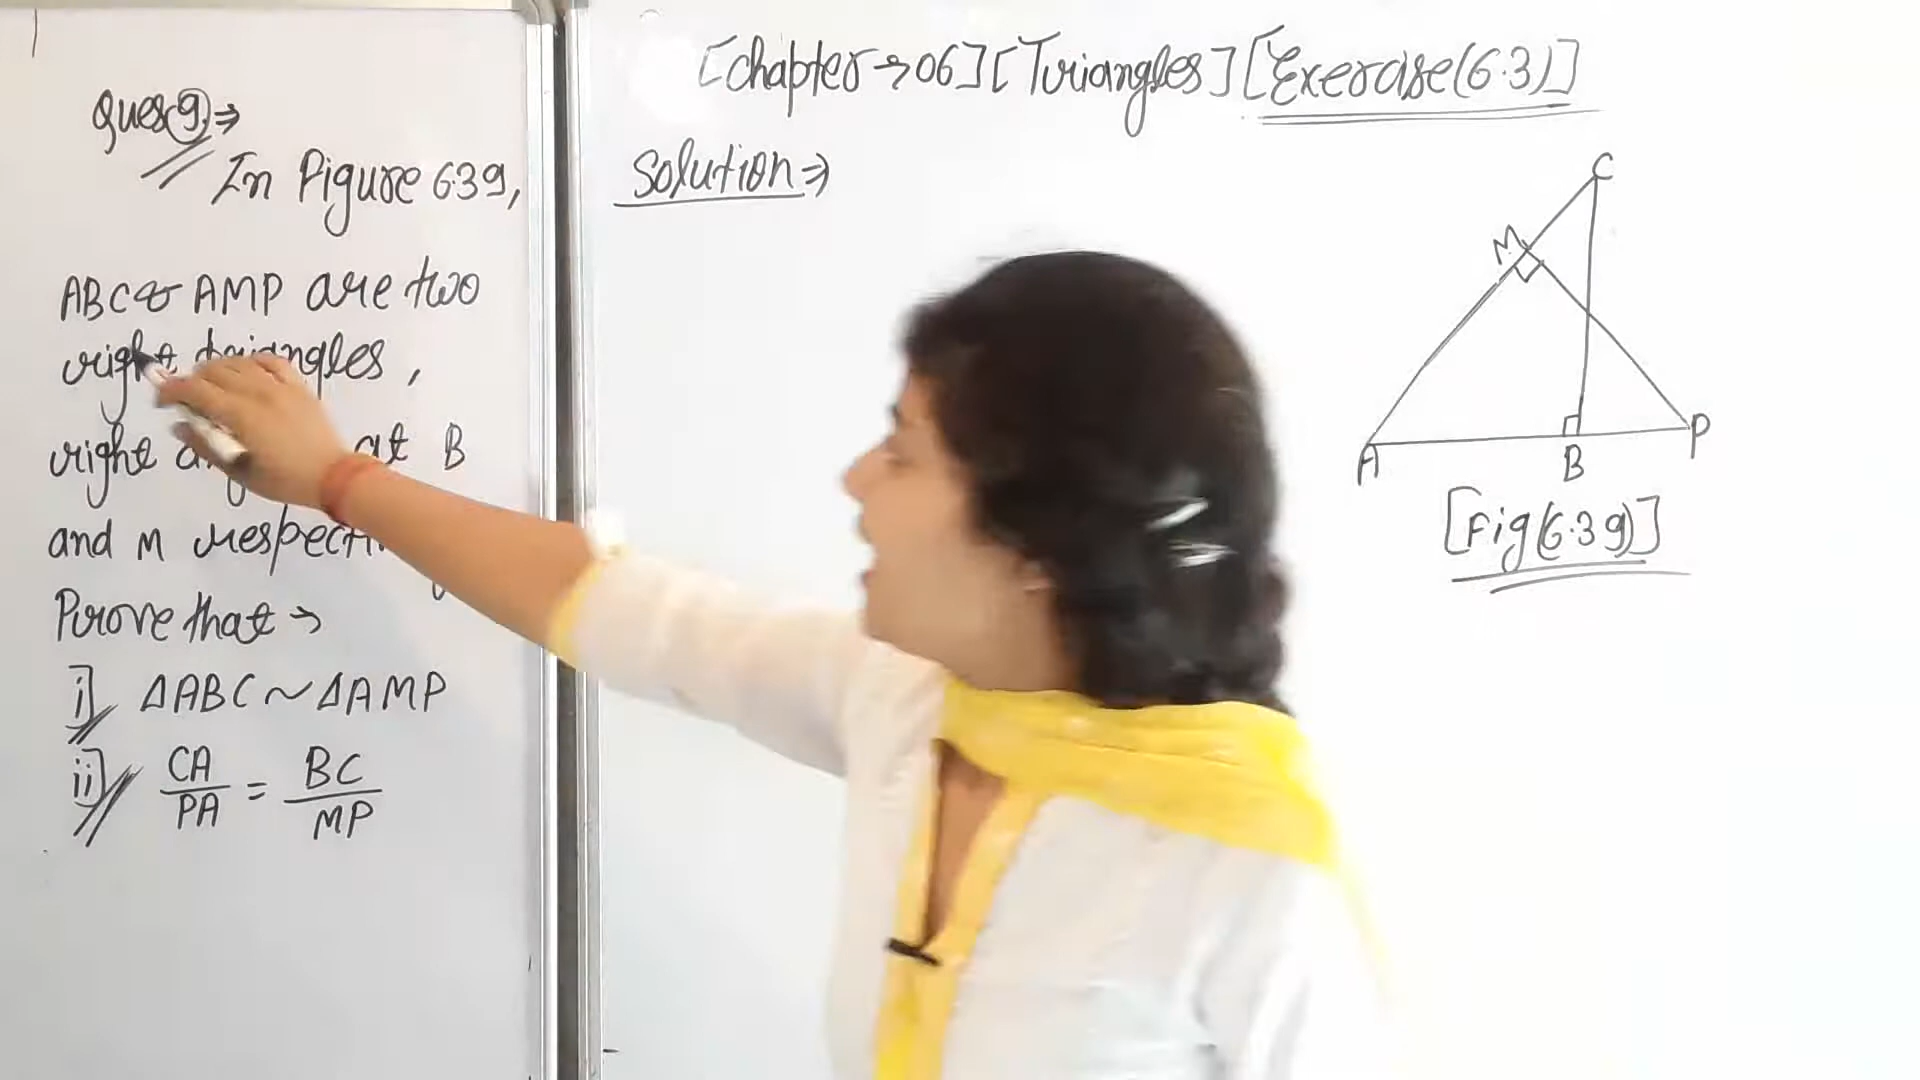 Ques 9. ⇒
In Figure 6.39,
ABC & AMP are two
right triangles,
right at B
and M
Prove that →
i] ΔABC ~ ΔAMP
ii] CA/PA = BC/MP
[Chapter → 06] [Triangles] [Exercise (6.3)]
Solution ⇒
C
M
A
B
P
[Fig (6.39)]